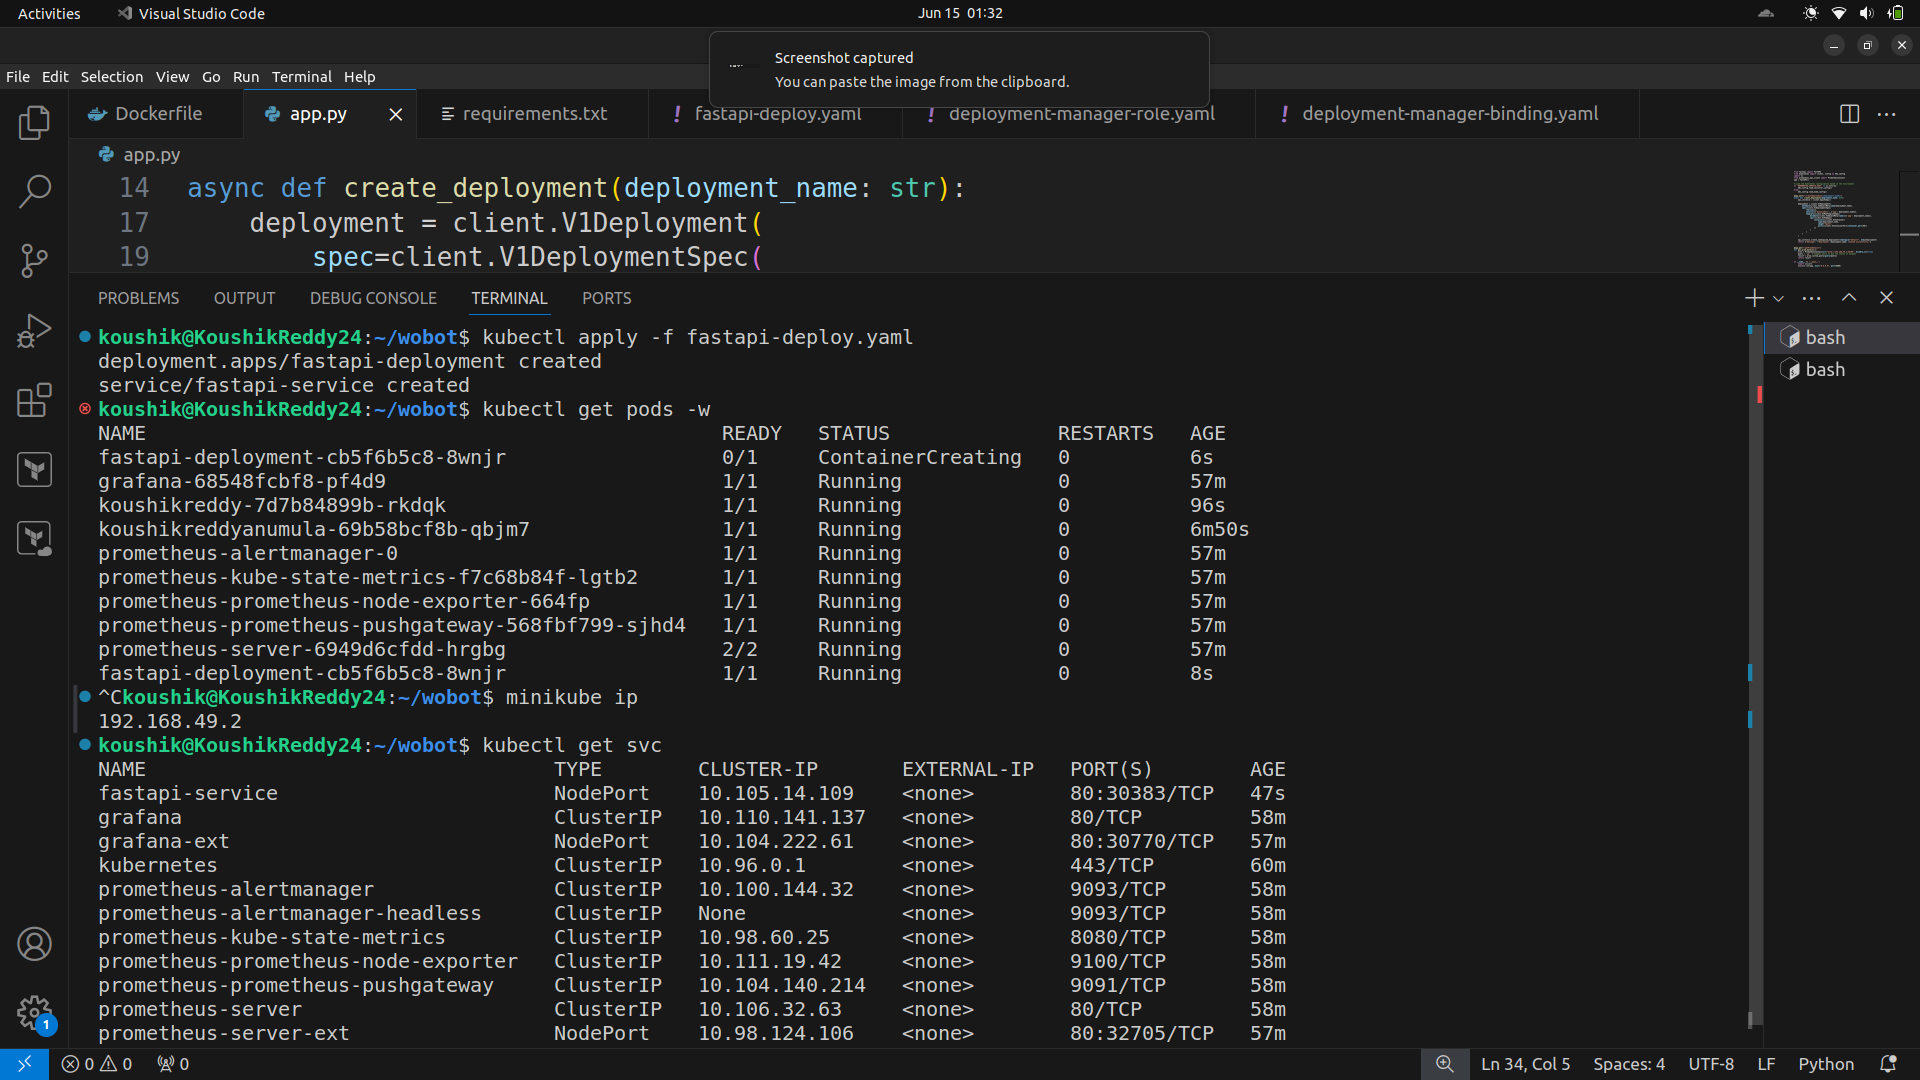 Activities
Visual Studio Code
Jun 15 01:32
Screenshot captured
You can paste the image from the clipboard.
File Edit Selection View Go Run Terminal Help
Dockerfile app.py requirements.txt ! fastapi-deploy.yaml ! deployment-manager-role.yaml ! deployment-manager-binding.yaml
app.py
14 async def create_deployment(deployment_name: str):
17 deployment = client.V1Deployment(
19 spec=client.V1DeploymentSpec(
PROBLEMS OUTPUT DEBUG CONSOLE TERMINAL PORTS
bash
bash
koushik@KoushikReddy24:~/wobot$ kubectl apply -f fastapi-deploy.yaml
deployment.apps/fastapi-deployment created
service/fastapi-service created
koushik@KoushikReddy24:~/wobot$ kubectl get pods -w
NAME READY STATUS RESTARTS AGE
fastapi-deployment-cb5f6b5c8-8wnjr 0/1 ContainerCreating 0 6s
grafana-68548fcbf8-pf4d9 1/1 Running 0 57m
koushikreddy-7d7b84899b-rkdqk 1/1 Running 0 96s
koushikreddyanumula-69b58bcf8b-qbjm7 1/1 Running 0 6m50s
prometheus-alertmanager-0 1/1 Running 0 57m
prometheus-kube-state-metrics-f7c68b84f-lgtb2 1/1 Running 0 57m
prometheus-prometheus-node-exporter-664fp 1/1 Running 0 57m
prometheus-prometheus-pushgateway-568fbf799-sjhd4 1/1 Running 0 57m
prometheus-server-6949d6cfdd-hrgbg 2/2 Running 0 57m
fastapi-deployment-cb5f6b5c8-8wnjr 1/1 Running 0 8s
^Ckoushik@KoushikReddy24:~/wobot$ minikube ip
192.168.49.2
koushik@KoushikReddy24:~/wobot$ kubectl get svc
NAME TYPE CLUSTER-IP EXTERNAL-IP PORT(S) AGE
fastapi-service NodePort 10.105.14.109 <none> 80:30383/TCP 47s
grafana ClusterIP 10.110.141.137 <none> 80/TCP 58m
grafana-ext NodePort 10.104.222.61 <none> 80:30770/TCP 57m
kubernetes ClusterIP 10.96.0.1 <none> 443/TCP 60m
prometheus-alertmanager ClusterIP 10.100.144.32 <none> 9093/TCP 58m
prometheus-alertmanager-headless ClusterIP None <none> 9093/TCP 58m
prometheus-kube-state-metrics ClusterIP 10.98.60.25 <none> 8080/TCP 58m
prometheus-prometheus-node-exporter ClusterIP 10.111.19.42 <none> 9100/TCP 58m
prometheus-prometheus-pushgateway ClusterIP 10.104.140.214 <none> 9091/TCP 58m
prometheus-server ClusterIP 10.106.32.63 <none> 80/TCP 58m
prometheus-server-ext NodePort 10.98.124.106 <none> 80:32705/TCP 57m
1
0 0 0 Ln 34, Col 5 Spaces: 4 UTF-8 LF Python